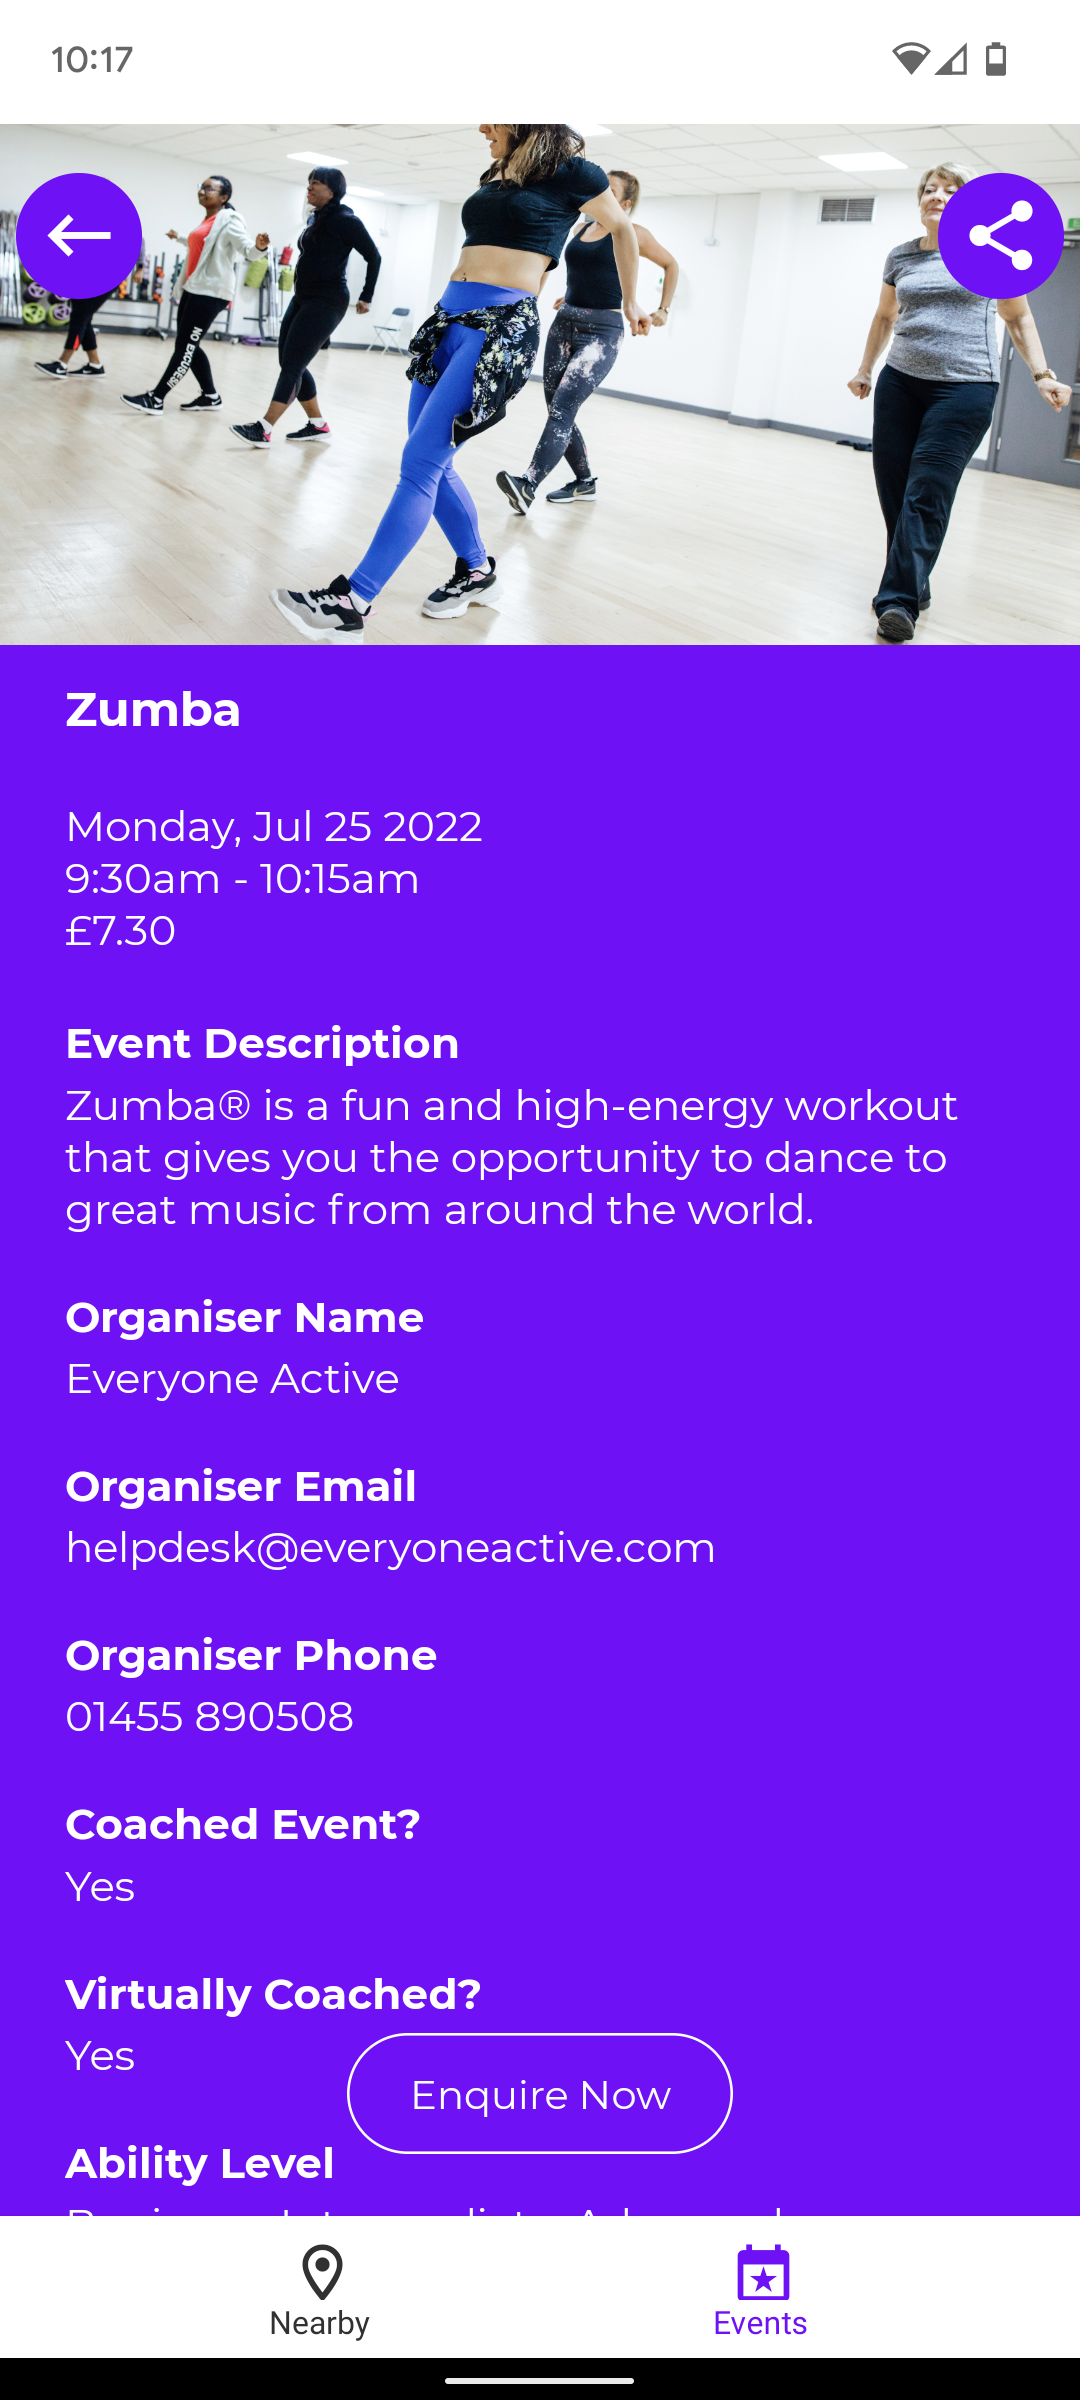 10:17
NO EXCUSES!
Zumba
Monday, Jul 25 2022
9:30am - 10:15am
£7.30
Event Description
Zumba® is a fun and high-energy workout
that gives you the opportunity to dance to
great music from around the world.
Organiser Name
Everyone Active
Organiser Email
helpdesk@everyoneactive.com
Organiser Phone
01455 890508
Coached Event?
Yes
Virtually Coached?
Yes
Enquire Now
Ability Level
Nearby
Events